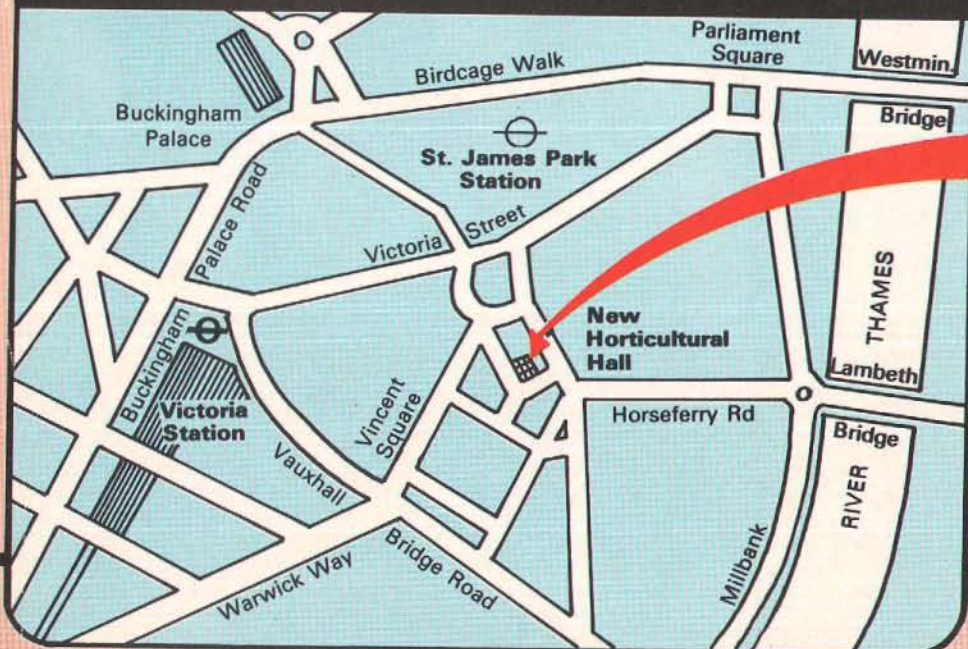 Parliament
Square
Westmin.
Birdcage Walk
Buckingham
Palace
Bridge
St. James Park
Station
Palace Road
Victoria Street
THAMES
New
Horticultural
Hall
Buckingham
Lambeth
Victoria
Station
Vincent
Square
Horseferry Rd
Vauxhall
Bridge
RIVER
Bridge Road
Millbank
Warwick Way